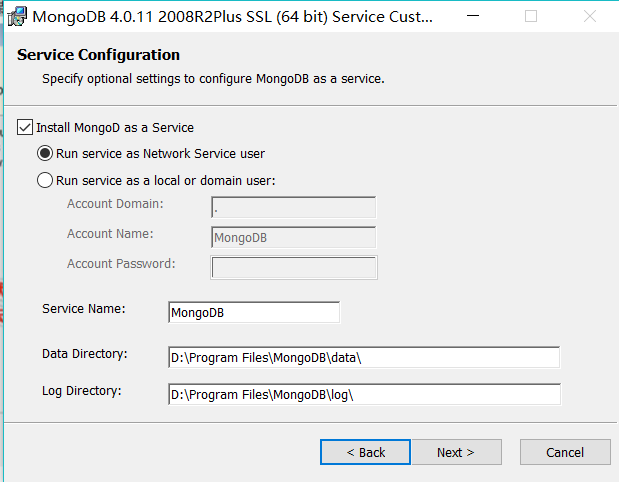 MongoDB 4.0.11 2008R2Plus SSL (64 bit) Service Cust...
Service Configuration
Specify optional settings to configure MongoDB as a service.
Install MongoD as a Service
Run service as Network Service user
Run service as a local or domain user:
Account Domain: .
Account Name: MongoDB
Account Password:
Service Name: MongoDB
Data Directory: D:\Program Files\MongoDB\data\
Log Directory: D:\Program Files\MongoDB\log\
< Back Next > Cancel